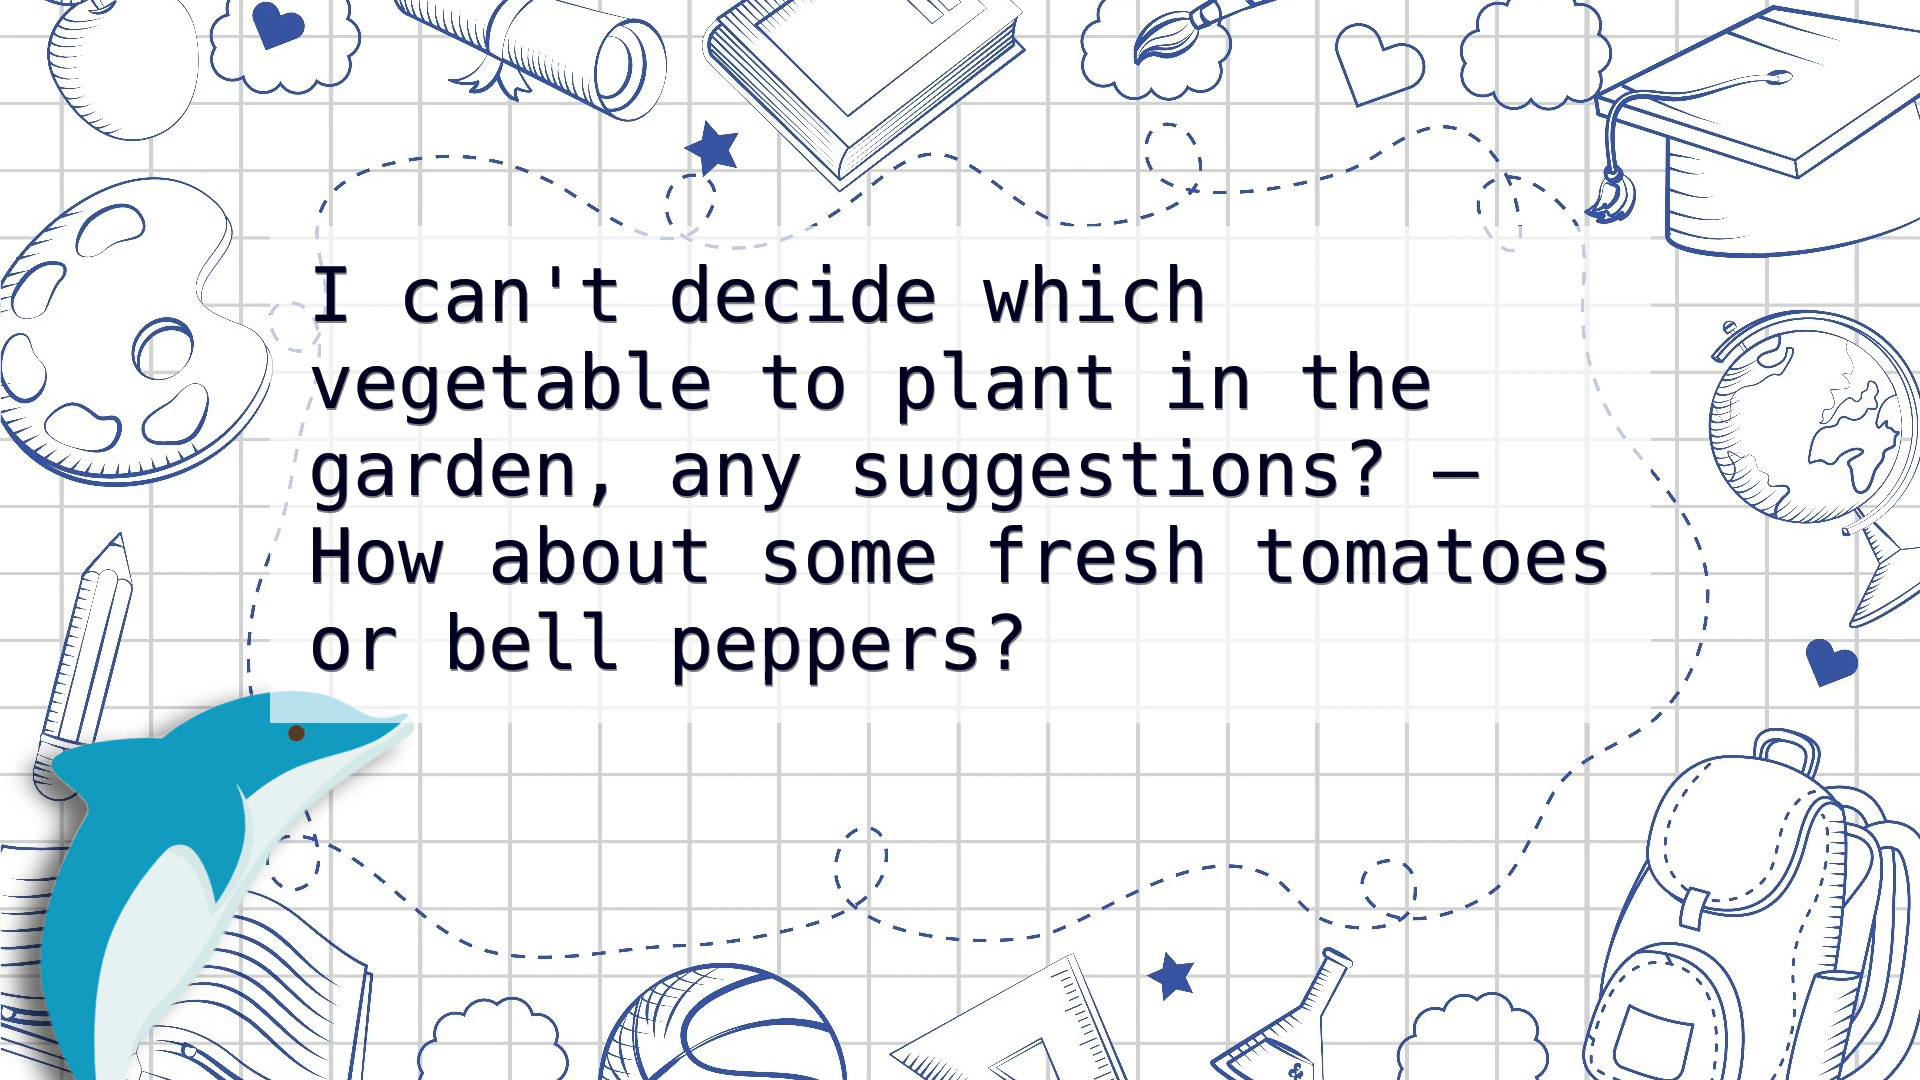 I can't decide which
vegetable to plant in the
garden, any suggestions? –
How about some fresh tomatoes
or bell peppers?